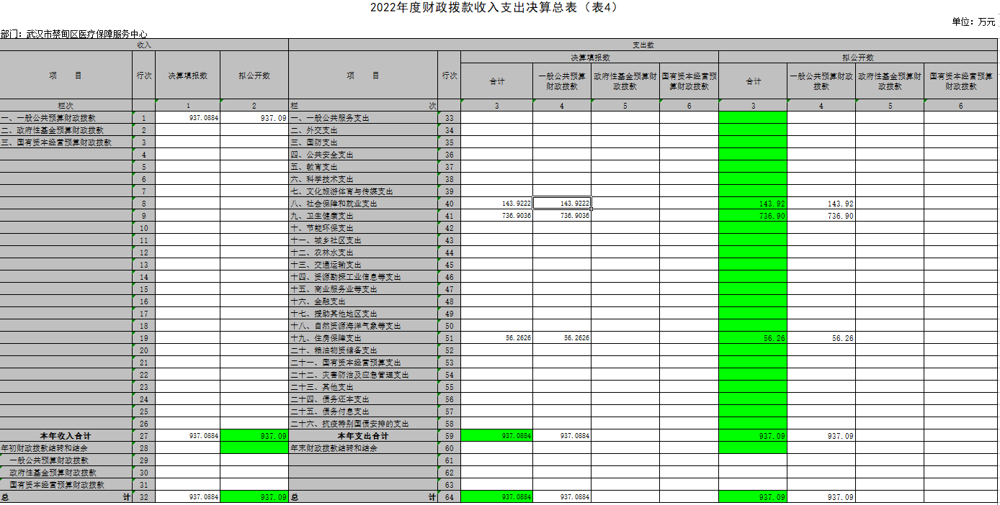 2022年度财政拨款收入支出决算总表（表4）
单位：万元
部门：武汉市蔡甸区医疗保障服务中心
收入 支出数
项 目 行次 决算填报数 拟公开数 项 目 行次 决算填报数 拟公开数
合计 一般公共预算财政拨款 政府性基金预算财政拨款 国有资本经营预算财政拨款 合计 一般公共预算财政拨款 政府性基金预算财政拨款 国有资本经营预算财政拨款
栏次 1 2 栏 次 3 4 5 6 3 4 5 6
一、一般公共预算财政拨款 1 937.0884 937.09 一、一般公共服务支出 33
二、政府性基金预算财政拨款 2 二、外交支出 34
三、国有资本经营预算财政拨款 3 三、国防支出 35
4 四、公共安全支出 36
5 五、教育支出 37
6 六、科学技术支出 38
7 七、文化旅游体育与传媒支出 39
8 八、社会保障和就业支出 40 143.9222 143.9222 143.92 143.92
9 九、卫生健康支出 41 736.9036 736.9036 736.90 736.90
10 十、节能环保支出 42
11 十一、城乡社区支出 43
12 十二、农林水支出 44
13 十三、交通运输支出 45
14 十四、资源勘探工业信息等支出 46
15 十五、商业服务业等支出 47
16 十六、金融支出 48
17 十七、援助其他地区支出 49
18 十八、自然资源海洋气象等支出 50
19 十九、住房保障支出 51 56.2626 56.2626 56.26 56.26
20 二十、粮油物资储备支出 52
21 二十一、国有资本经营预算支出 53
22 二十二、灾害防治及应急管理支出 54
23 二十三、其他支出 55
24 二十四、债务还本支出 56
25 二十五、债务付息支出 57
26 二十六、抗疫特别国债安排的支出 58
本年收入合计 27 937.0884 937.09 本年支出合计 59 937.0884 937.0884 937.09 937.09
年初财政拨款结转和结余 28 年末财政拨款结转和结余 60
一般公共预算财政拨款 29 61
政府性基金预算财政拨款 30 62
国有资本经营预算财政拨款 31 63
总 计 32 937.0884 937.09 总 计 64 937.0884 937.0884 937.09 937.09